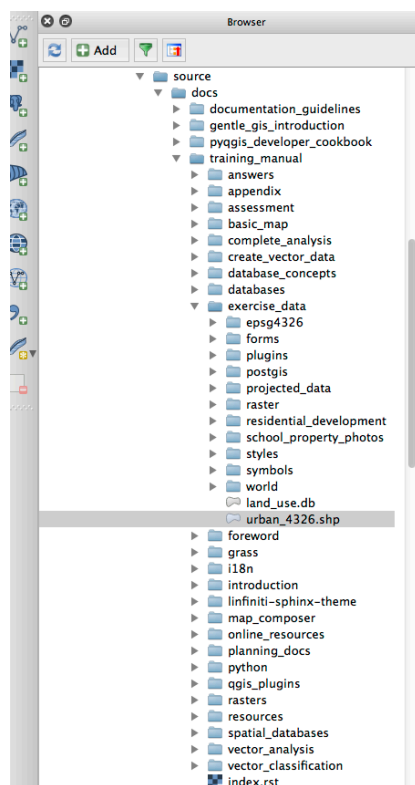 Browser
Add
source
docs
documentation_guidelines
gentle_gis_introduction
pyqgis_developer_cookbook
training_manual
answers
appendix
assessment
basic_map
complete_analysis
create_vector_data
database_concepts
databases
exercise_data
epsg4326
forms
plugins
postgis
projected_data
raster
residential_development
school_property_photos
styles
symbols
world
land_use.db
urban_4326.shp
foreword
grass
i18n
introduction
linfiniti-sphinx-theme
map_composer
online_resources
planning_docs
python
qgis_plugins
rasters
resources
spatial_databases
vector_analysis
vector_classification
index.rst